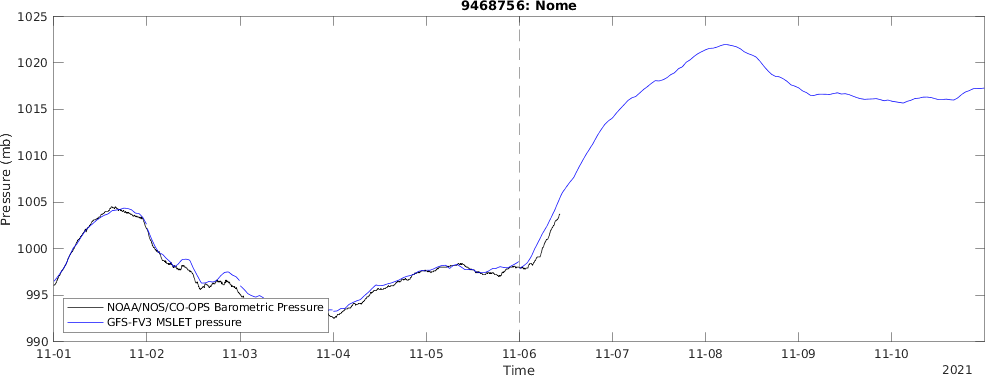 9468756: Nome
1025
1020
1015
1010
1005
1000
995
990
Pressure (mb)
NOAA/NOS/CO-OPS Barometric Pressure
GFS-FV3 MSLET pressure
11-01 11-02 11-03 11-04 11-05 11-06 11-07 11-08 11-09 11-10
Time
2021